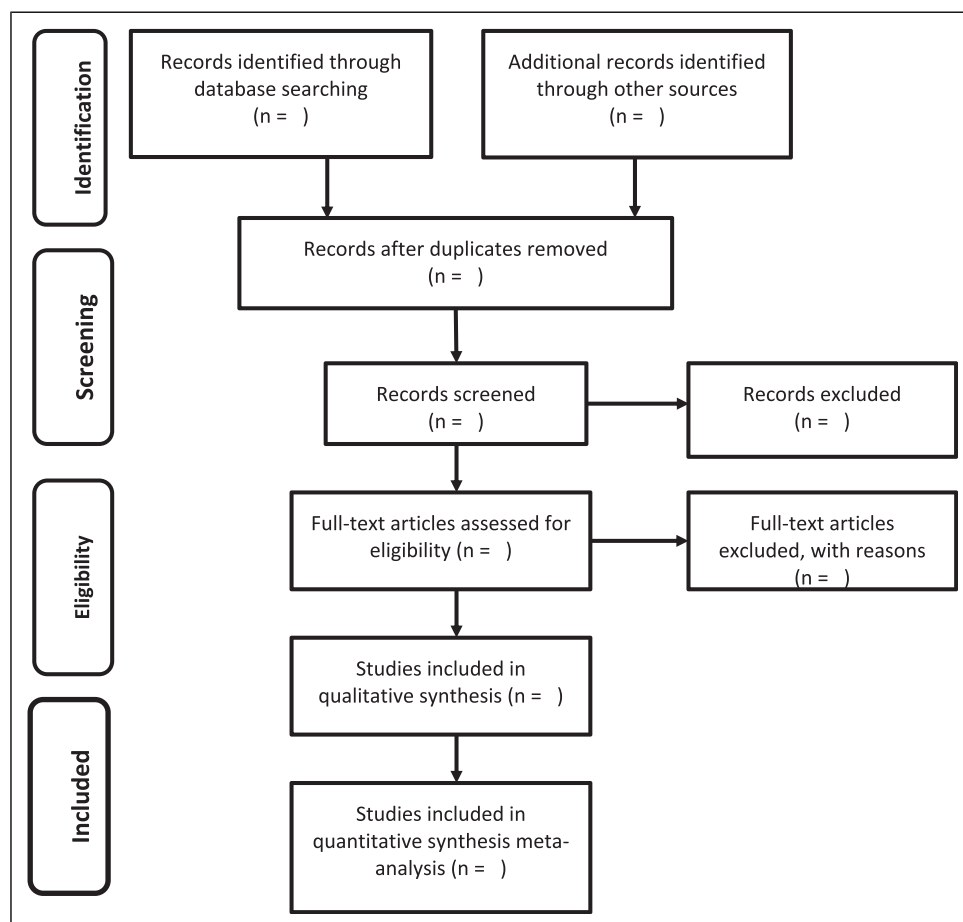 Identification
Records identified through
database searching
(n =   )
Additional records identified
through other sources
(n =   )
Records after duplicates removed
(n =   )
Screening
Records screened
(n =   )
Records excluded
(n =   )
Eligibility
Full-text articles assessed for
eligibility (n =   )
Full-text articles
excluded, with reasons
(n =   )
Studies included in
qualitative synthesis (n =   )
Included
Studies included in
quantitative synthesis meta-
analysis (n =   )